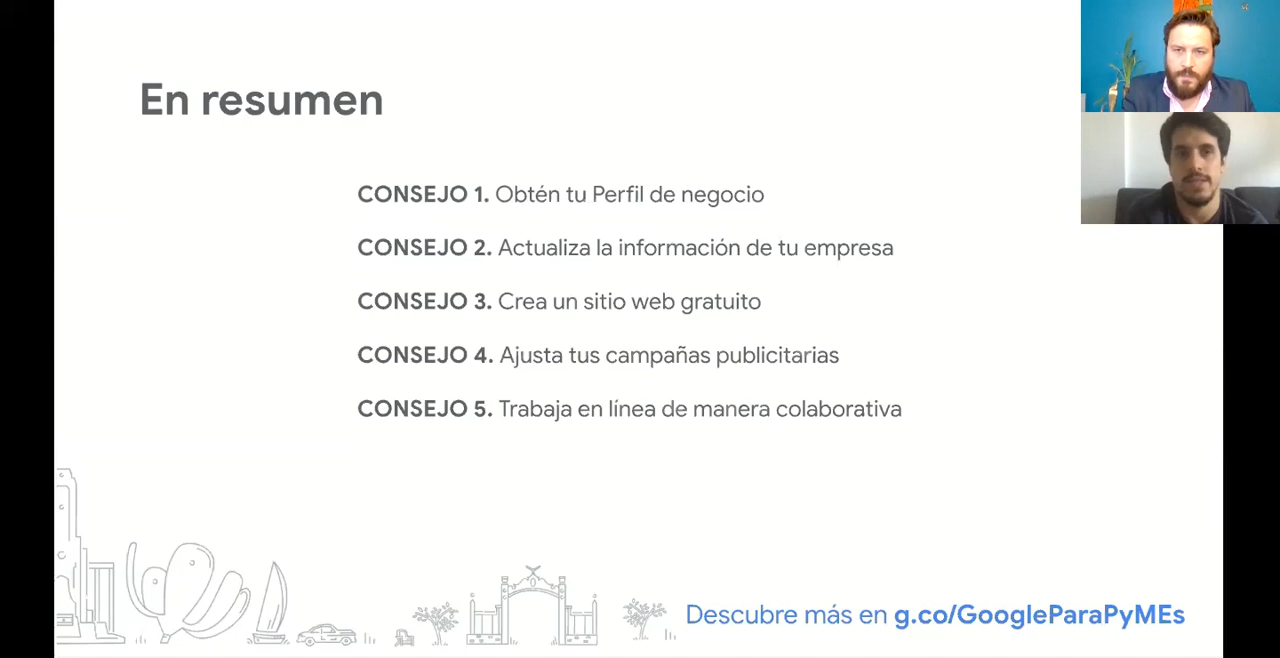 En resumen
CONSEJO 1. Obtén tu Perfil de negocio
CONSEJO 2. Actualiza la información de tu empresa
CONSEJO 3. Crea un sitio web gratuito
CONSEJO 4. Ajusta tus campañas publicitarias
CONSEJO 5. Trabaja en línea de manera colaborativa
Descubre más en g.co/GoogleParaPyMEs